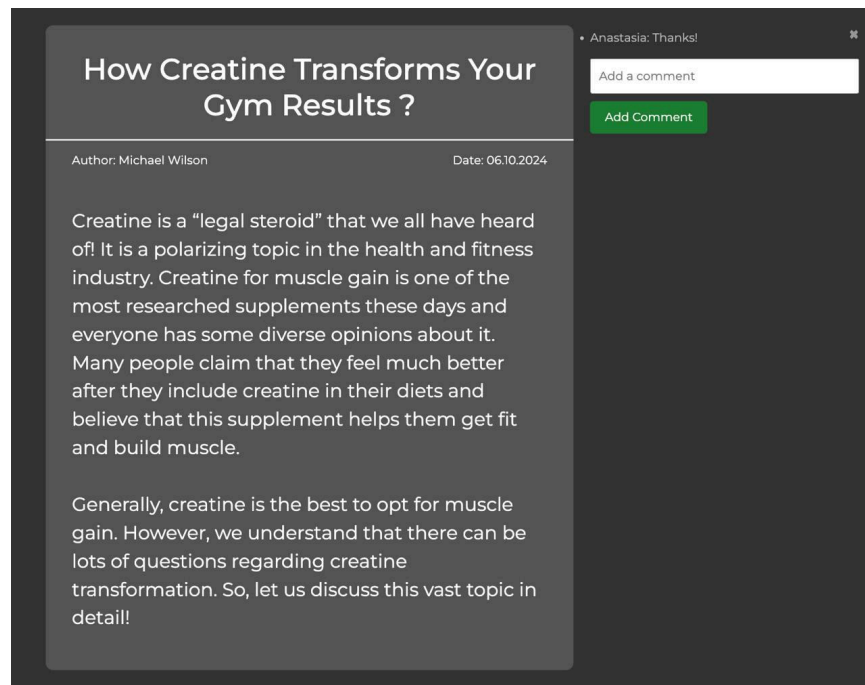 How Creatine Transforms Your
Gym Results ?
Author: Michael Wilson
Date: 06.10.2024
Creatine is a “legal steroid” that we all have heard
of! It is a polarizing topic in the health and fitness
industry. Creatine for muscle gain is one of the
most researched supplements these days and
everyone has some diverse opinions about it.
Many people claim that they feel much better
after they include creatine in their diets and
believe that this supplement helps them get fit
and build muscle.
Generally, creatine is the best to opt for muscle
gain. However, we understand that there can be
lots of questions regarding creatine
transformation. So, let us discuss this vast topic in
detail!
• Anastasia: Thanks!
Add a comment
Add Comment